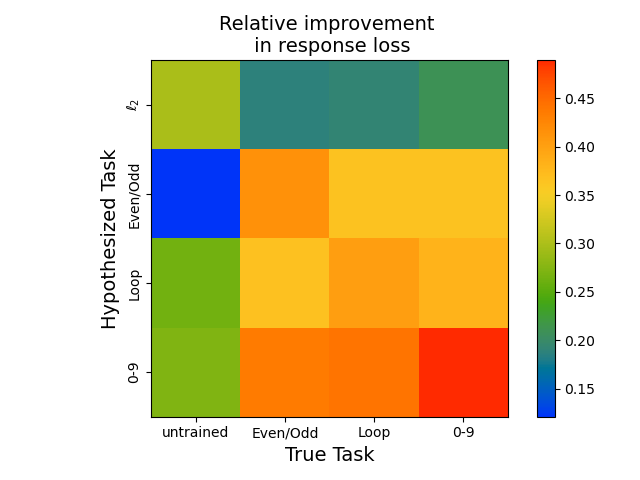 Relative improvement
in response loss
Hypothesized Task
ℓ2
Even/Odd
Loop
0-9
untrained
Even/Odd
Loop
0-9
True Task
0.45
0.40
0.35
0.30
0.25
0.20
0.15